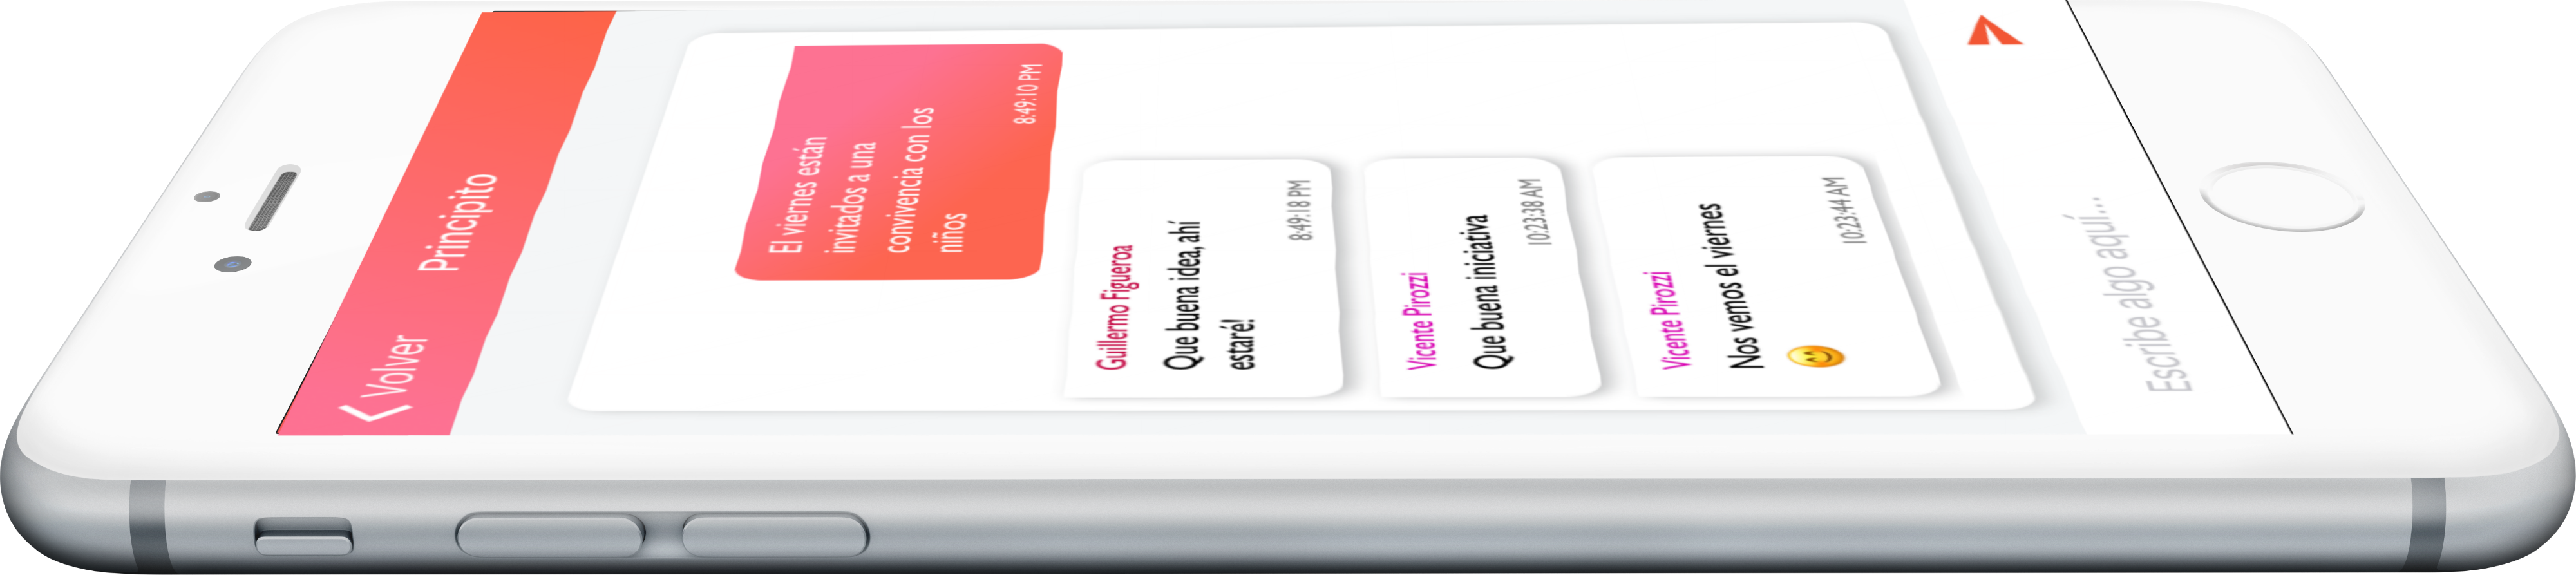 Volver
Principito
El viernes están
invitados a una
convivencia con los
niños
8:49:10 PM
Guillermo Figueroa
Que buena idea, ahí
estaré!
8:49:18 PM
Vicente Pirozzi
Que buena iniciativa
10:23:38 AM
Vicente Pirozzi
Nos vemos el viernes
😊
10:23:44 AM
Escribe algo aquí...